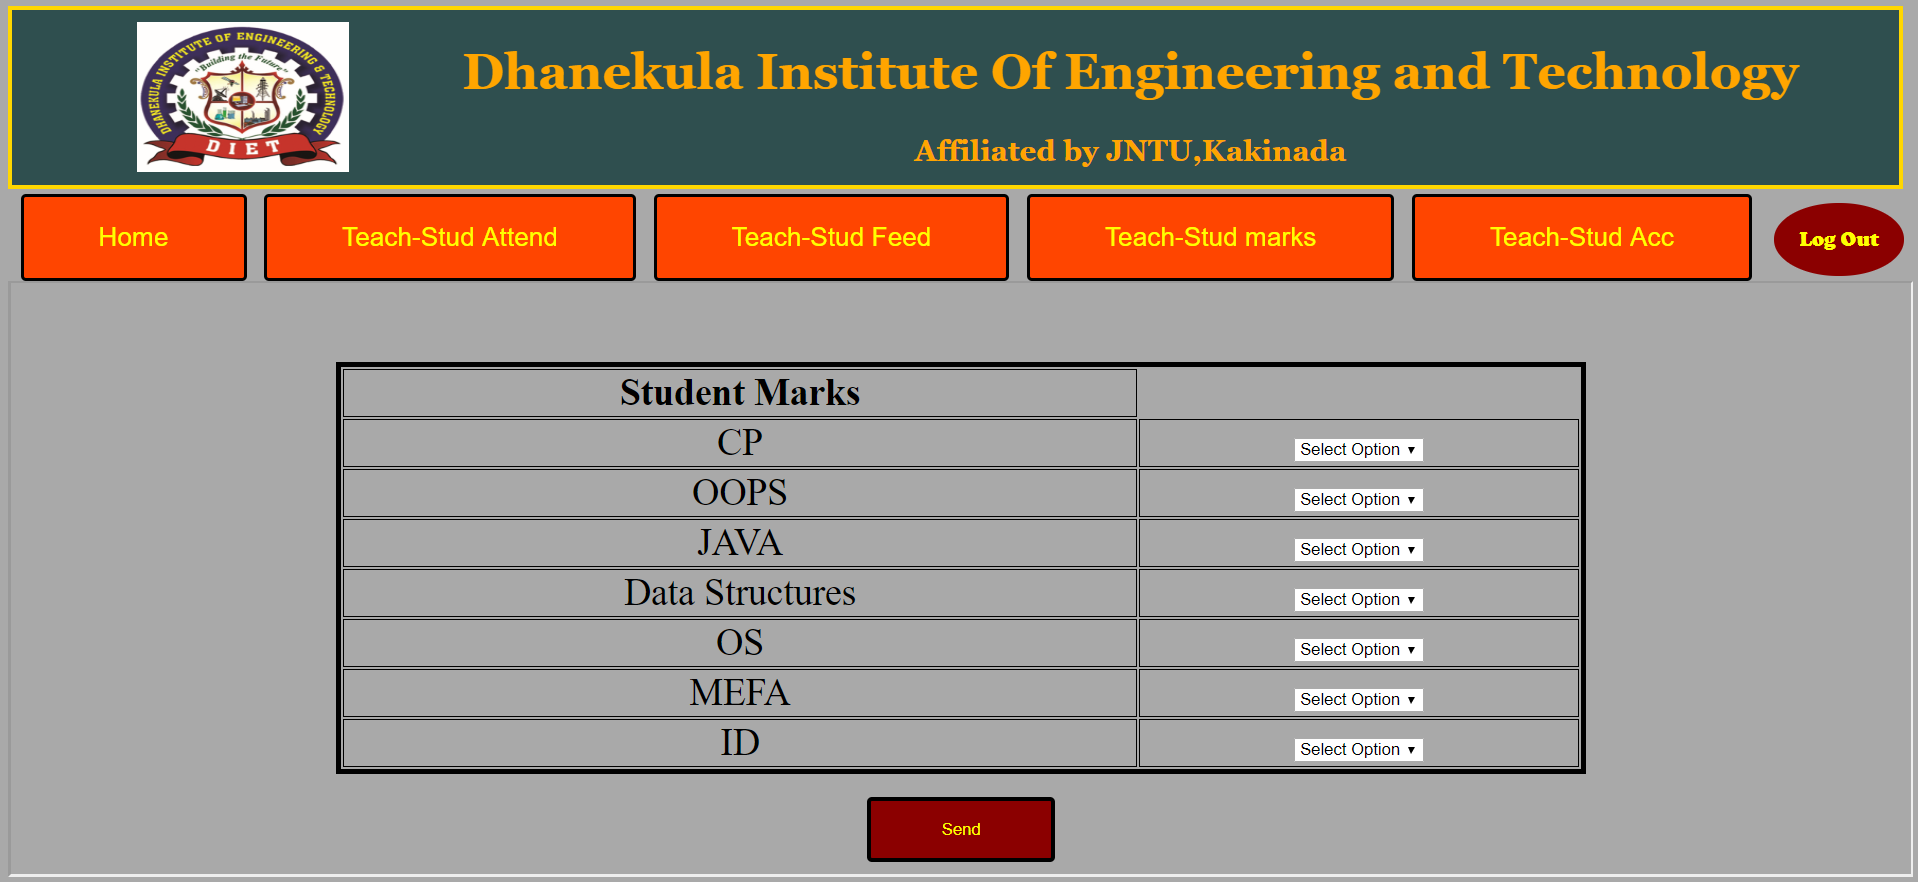 DHANEKULA INSTITUTE OF ENGINEERING & TECHNOLOGY
"Building the Future"
DIET
Dhanekula Institute Of Engineering and Technology
Affiliated by JNTU,Kakinada
Home Teach-Stud Attend Teach-Stud Feed Teach-Stud marks Teach-Stud Acc Log Out
Student Marks
CP Select Option
OOPS Select Option
JAVA Select Option
Data Structures Select Option
OS Select Option
MEFA Select Option
ID Select Option
Send